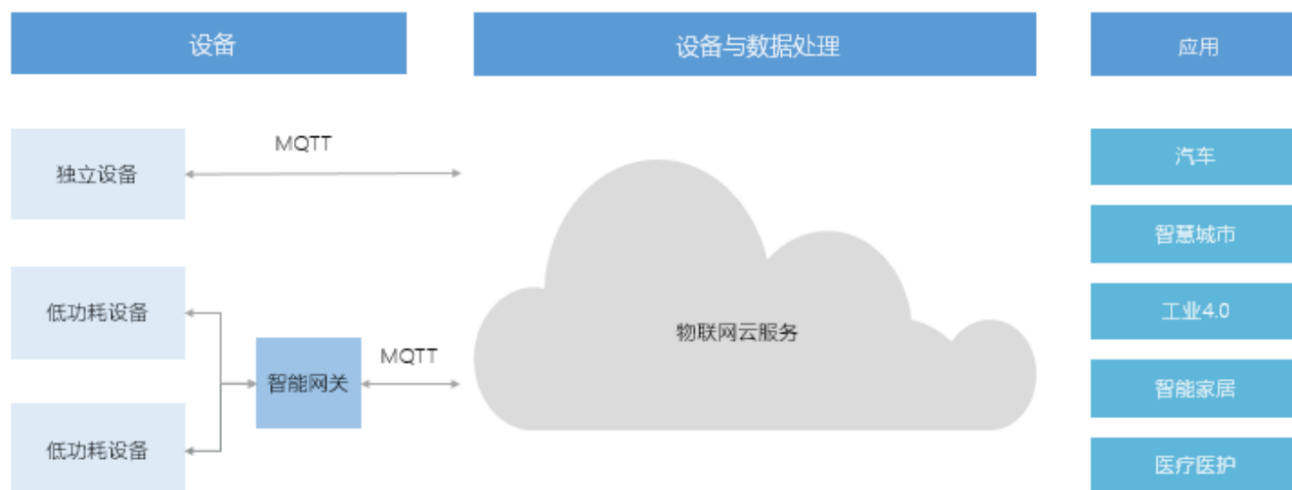 设备
设备与数据处理
应用
MQTT
独立设备
汽车
智慧城市
低功耗设备
工业4.0
物联网云服务
MQTT
智能网关
智能家居
低功耗设备
医疗医护